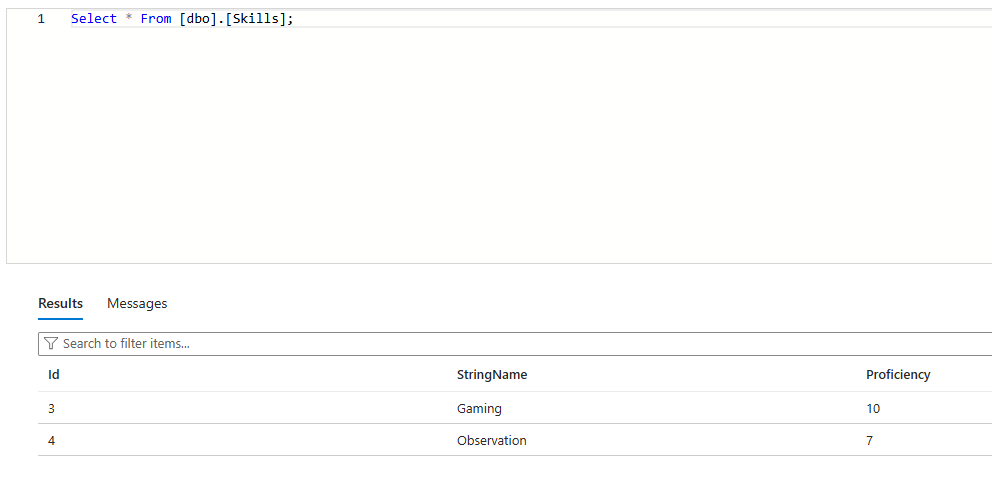 1 Select * From [dbo].[Skills];
Results Messages
Search to filter items...
Id StringName Proficiency
3 Gaming 10
4 Observation 7